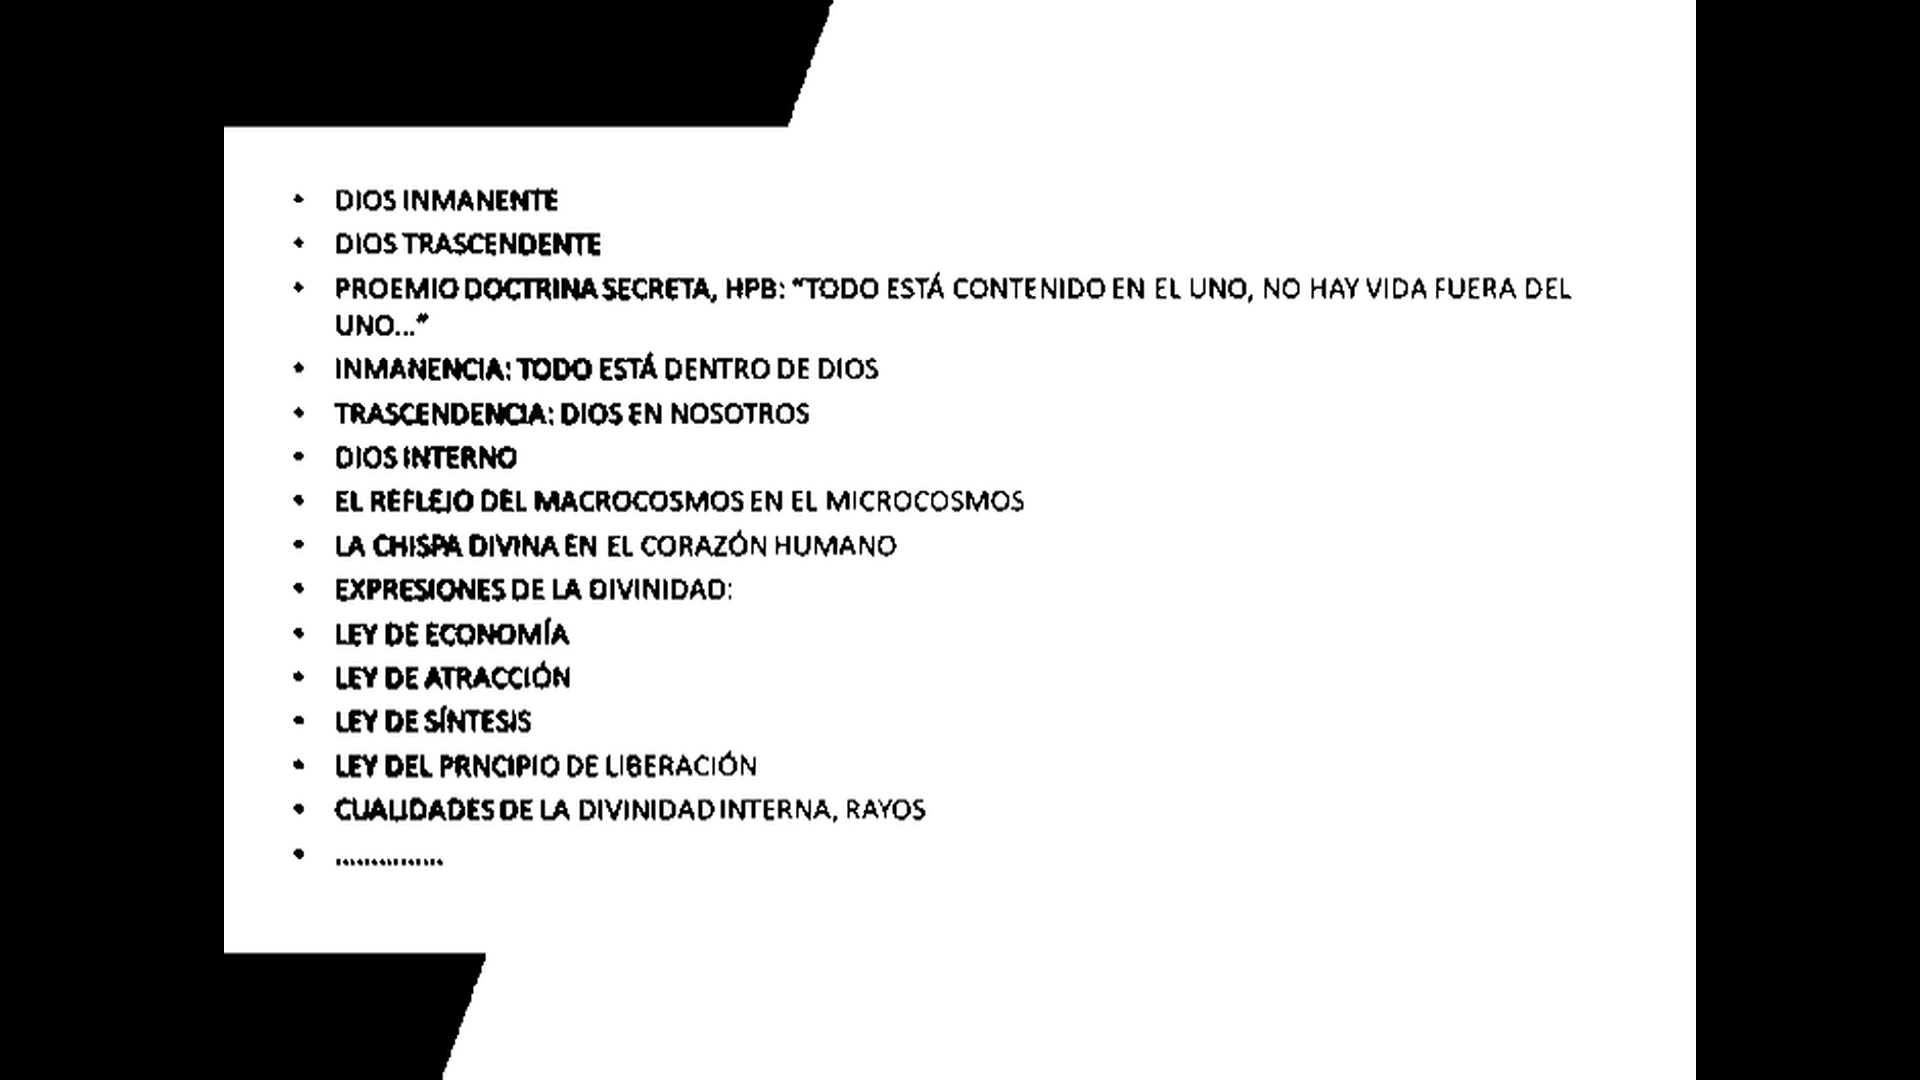 • DIOS INMANENTE
• DIOS TRASCENDENTE
• PROEMIO DOCTRINA SECRETA, HPB: “TODO ESTÁ CONTENIDO EN EL UNO, NO HAY VIDA FUERA DEL
UNO...”
• INMANENCIA: TODO ESTÁ DENTRO DE DIOS
• TRASCENDENCIA: DIOS EN NOSOTROS
• DIOS INTERNO
• EL REFLEJO DEL MACROCOSMOS EN EL MICROCOSMOS
• LA CHISPA DIVINA EN EL CORAZÓN HUMANO
• EXPRESIONES DE LA DIVINIDAD:
• LEY DE ECONOMÍA
• LEY DE ATRACCIÓN
• LEY DE SÍNTESIS
• LEY DEL PRNCIPIO DE LIBERACIÓN
• CUALIDADES DE LA DIVINIDAD INTERNA, RAYOS
• ...............